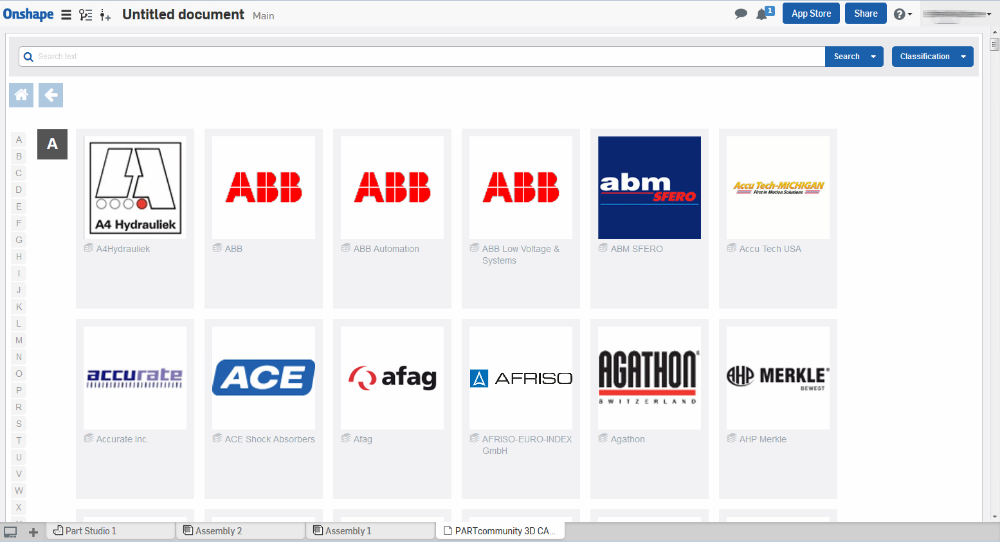 Onshape Untitled document Main 1 App Store Share ?
Search text Search Classification
A
B
C
D
E
F
G
H
I
J
K
L
M
N
O
P
R
S
T
U
V
W
X
A
A4 Hydrauliek
A4Hydrauliek
ABB
ABB
ABB
ABB Automation
ABB
ABB Low Voltage &
Systems
abm
SFERO
ABM SFERO
Accu Tech-MICHIGAN
First in Motion Solutions
Accu Tech USA
accurate
Accurate Inc.
ACE
ACE Shock Absorbers
afag
Afag
AFRISO
AFRISO-EURO-INDEX
GmbH
AGATHON®
SWITZERLAND
Agathon
AHP MERKLE®
BEWEGT
AHP Merkle
Part Studio 1 Assembly 2 Assembly 1 PARTcommunity 3D CA...